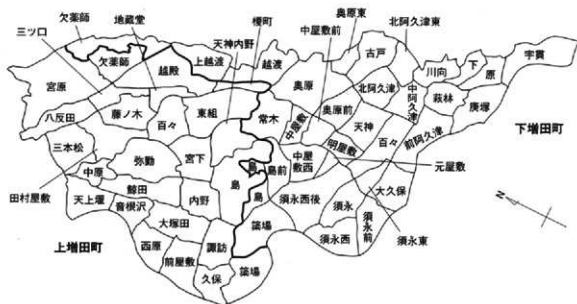 欠薬師
地蔵堂
三ツ口
天神内野
榎町
中屋敷前
奥原東
北阿久津東
欠薬師
越殿
上越渡
越渡
奥原
古戸
川向
下
原
宇貫
宮原
八反田
藤ノ木
百々
東組
常木
中屋敷
奥原前
北阿久津
中阿久津
萩林
庚塚
三本松
弥勤
宮下
島
島
島前
中屋敷西
明屋敷
天神
百々
前阿久津
下増田町
元屋敷
中原
鯨田
田村屋敷
天上堰
音根沢
内野
島
須永西後
須永
大久保
大塚田
築場
須永西
須永前
須永東
上増田町
西原
前屋敷
諏訪
久保
築場
N